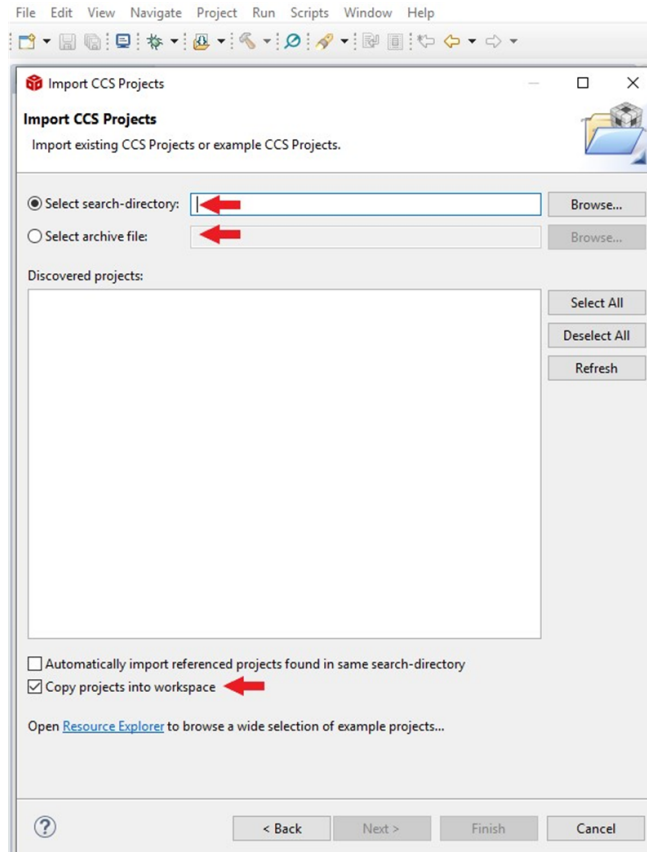 File Edit View Navigate Project Run Scripts Window Help
Import CCS Projects
Import CCS Projects
Import existing CCS Projects or example CCS Projects.
Select search-directory: Browse...
Select archive file: Browse...
Discovered projects:
Select All
Deselect All
Refresh
Automatically import referenced projects found in same search-directory
Copy projects into workspace
Open Resource Explorer to browse a wide selection of example projects...
? < Back Next > Finish Cancel